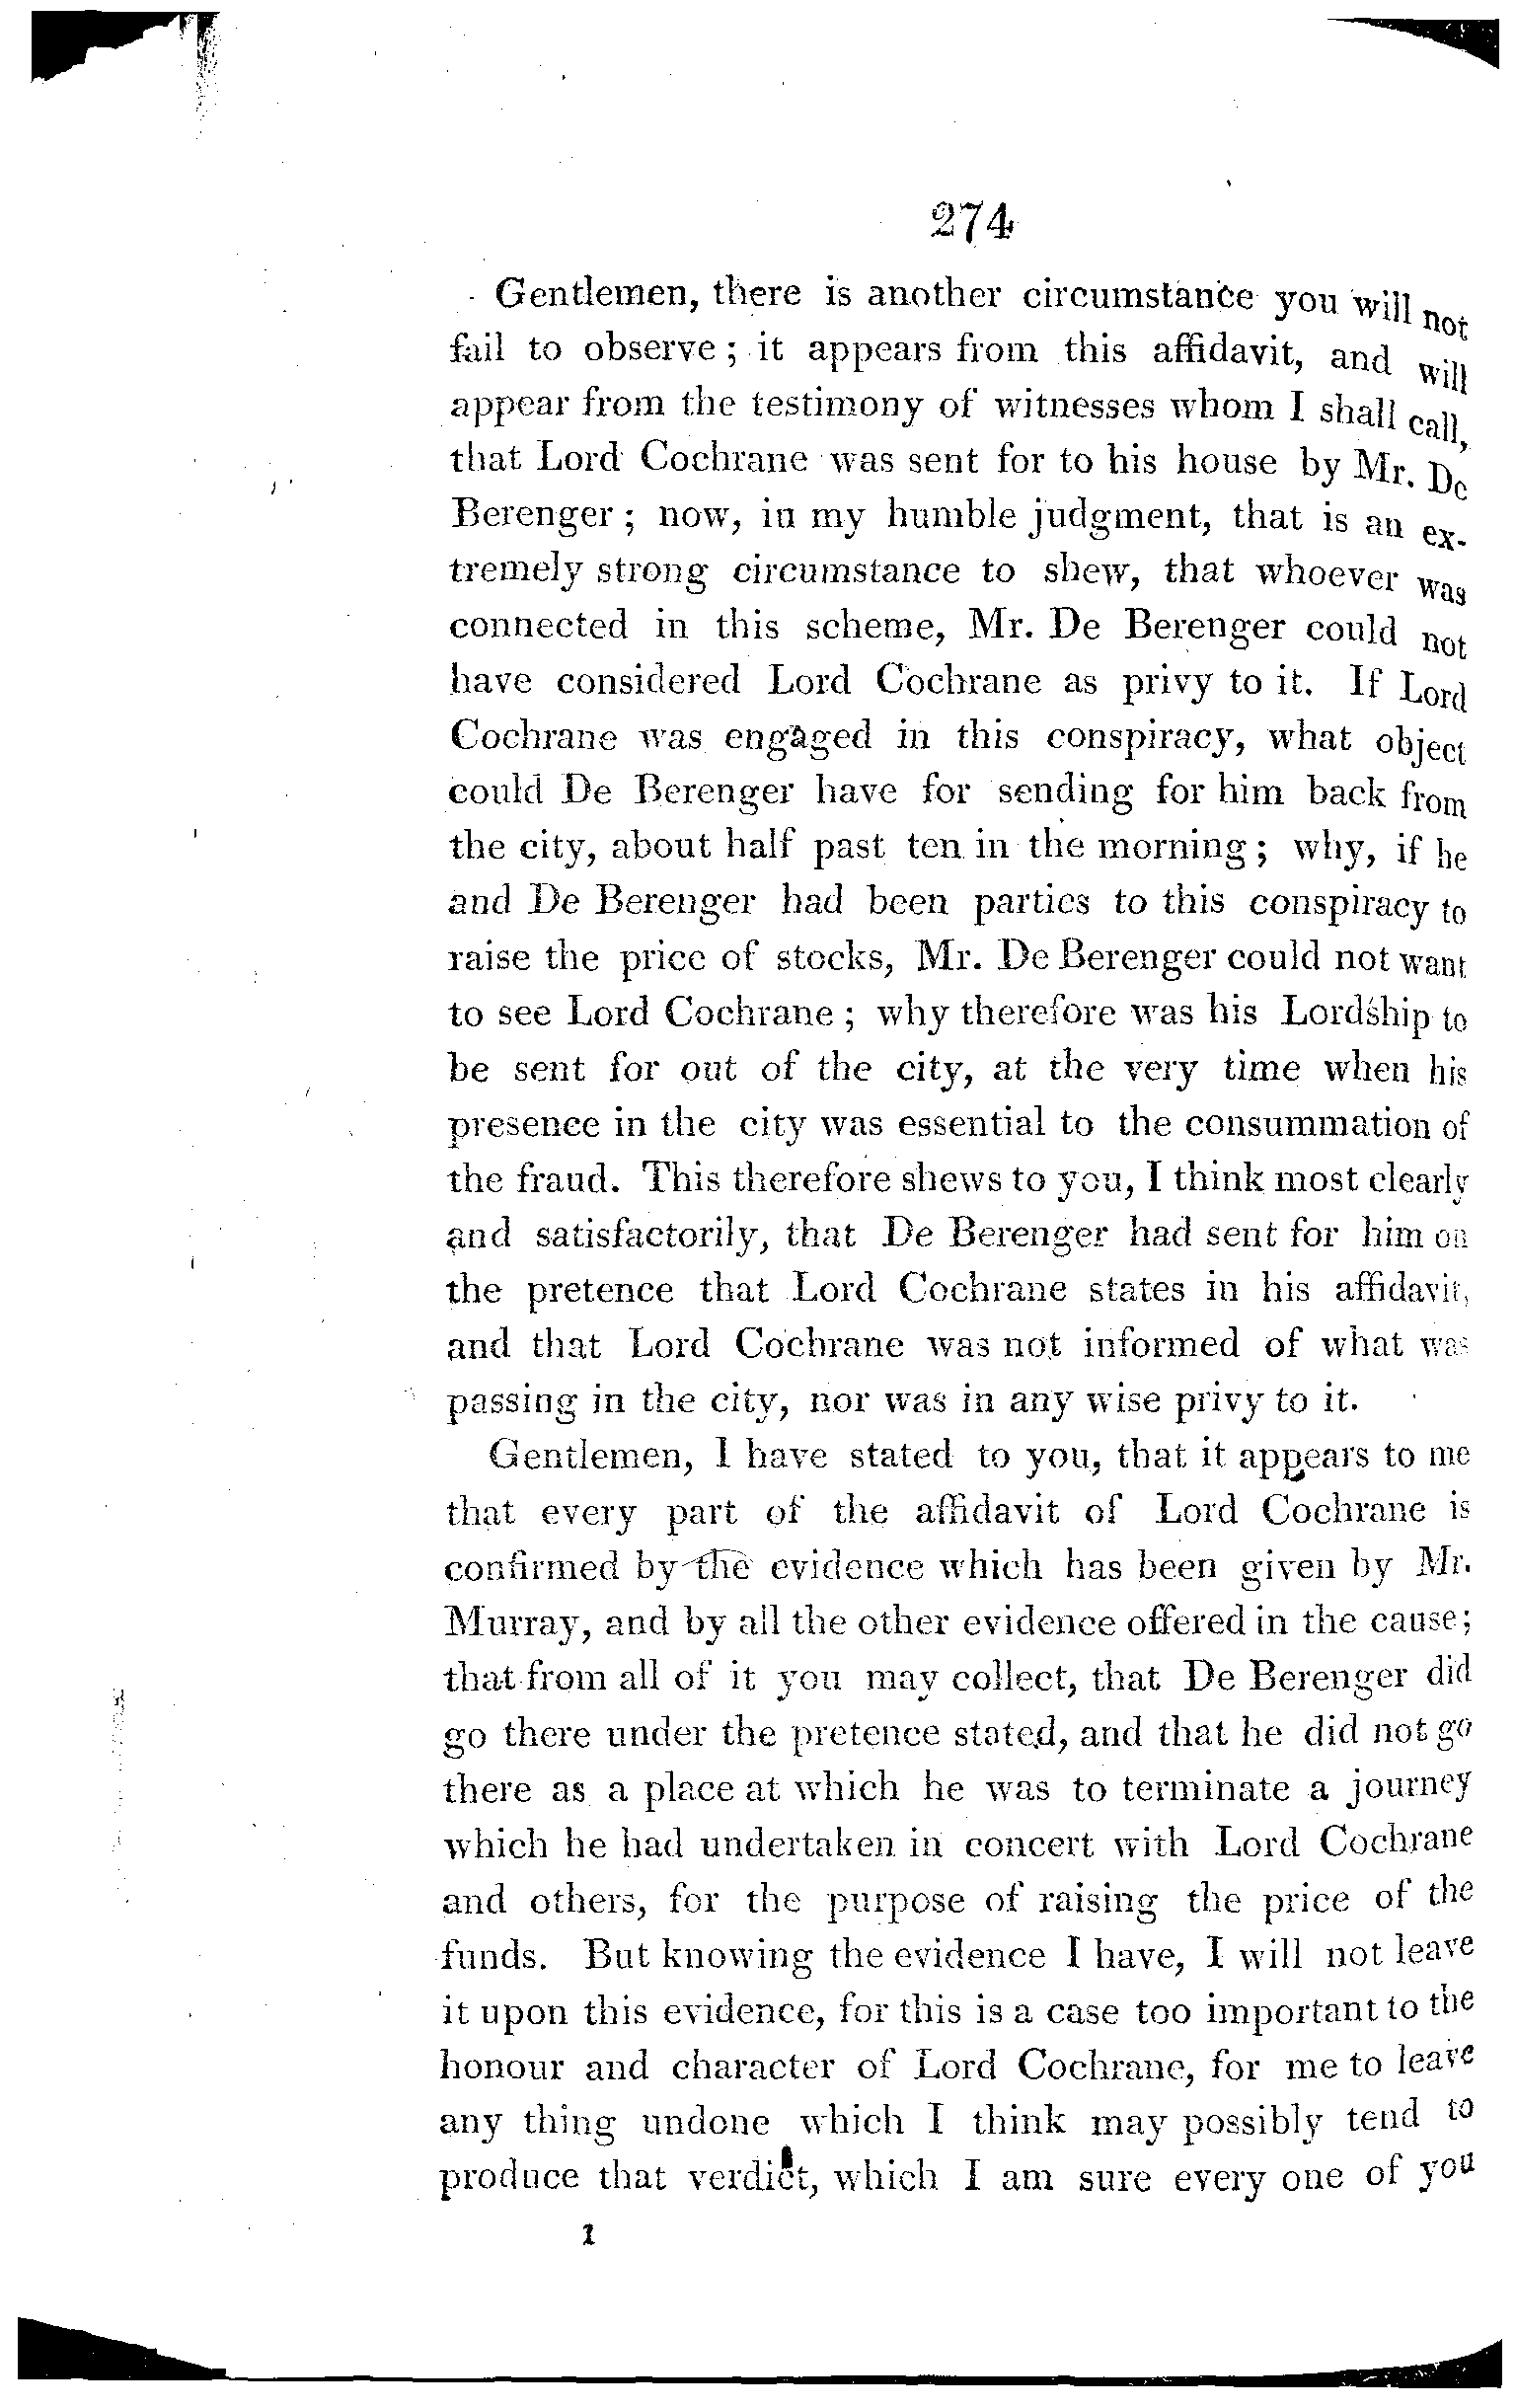 274
Gentlemen, there is another circumstance you will not
fail to observe; it appears from this affidavit, and will
appear from the testimony of witnesses whom I shall call,
that Lord Cochrane was sent for to his house by Mr. De
Berenger; now, in my humble judgment, that is an ex-
tremely strong circumstance to shew, that whoever was
connected in this scheme, Mr. De Berenger could not
have considered Lord Cochrane as privy to it. If Lord
Cochrane was engaged in this conspiracy, what object
could De Berenger have for sending for him back from
the city, about half past ten in the morning; why, if he
and De Berenger had been parties to this conspiracy to
raise the price of stocks, Mr. De Berenger could not want
to see Lord Cochrane; why therefore was his Lordship to
be sent for out of the city, at the very time when his
presence in the city was essential to the consummation of
the fraud. This therefore shews to you, I think most clearly
and satisfactorily, that De Berenger had sent for him on
the pretence that Lord Cochrane states in his affidavit,
and that Lord Cochrane was not informed of what was
passing in the city, nor was in any wise privy to it.
Gentlemen, I have stated to you, that it appears to me
that every part of the affidavit of Lord Cochrane is
confirmed by the evidence which has been given by Mr.
Murray, and by all the other evidence offered in the cause;
that from all of it you may collect, that De Berenger did
go there under the pretence stated, and that he did not go
there as a place at which he was to terminate a journey
which he had undertaken in concert with Lord Cochrane
and others, for the purpose of raising the price of the
funds. But knowing the evidence I have, I will not leave
it upon this evidence, for this is a case too important to the
honour and character of Lord Cochrane, for me to leave
any thing undone which I think may possibly tend to
produce that verdict, which I am sure every one of you
1